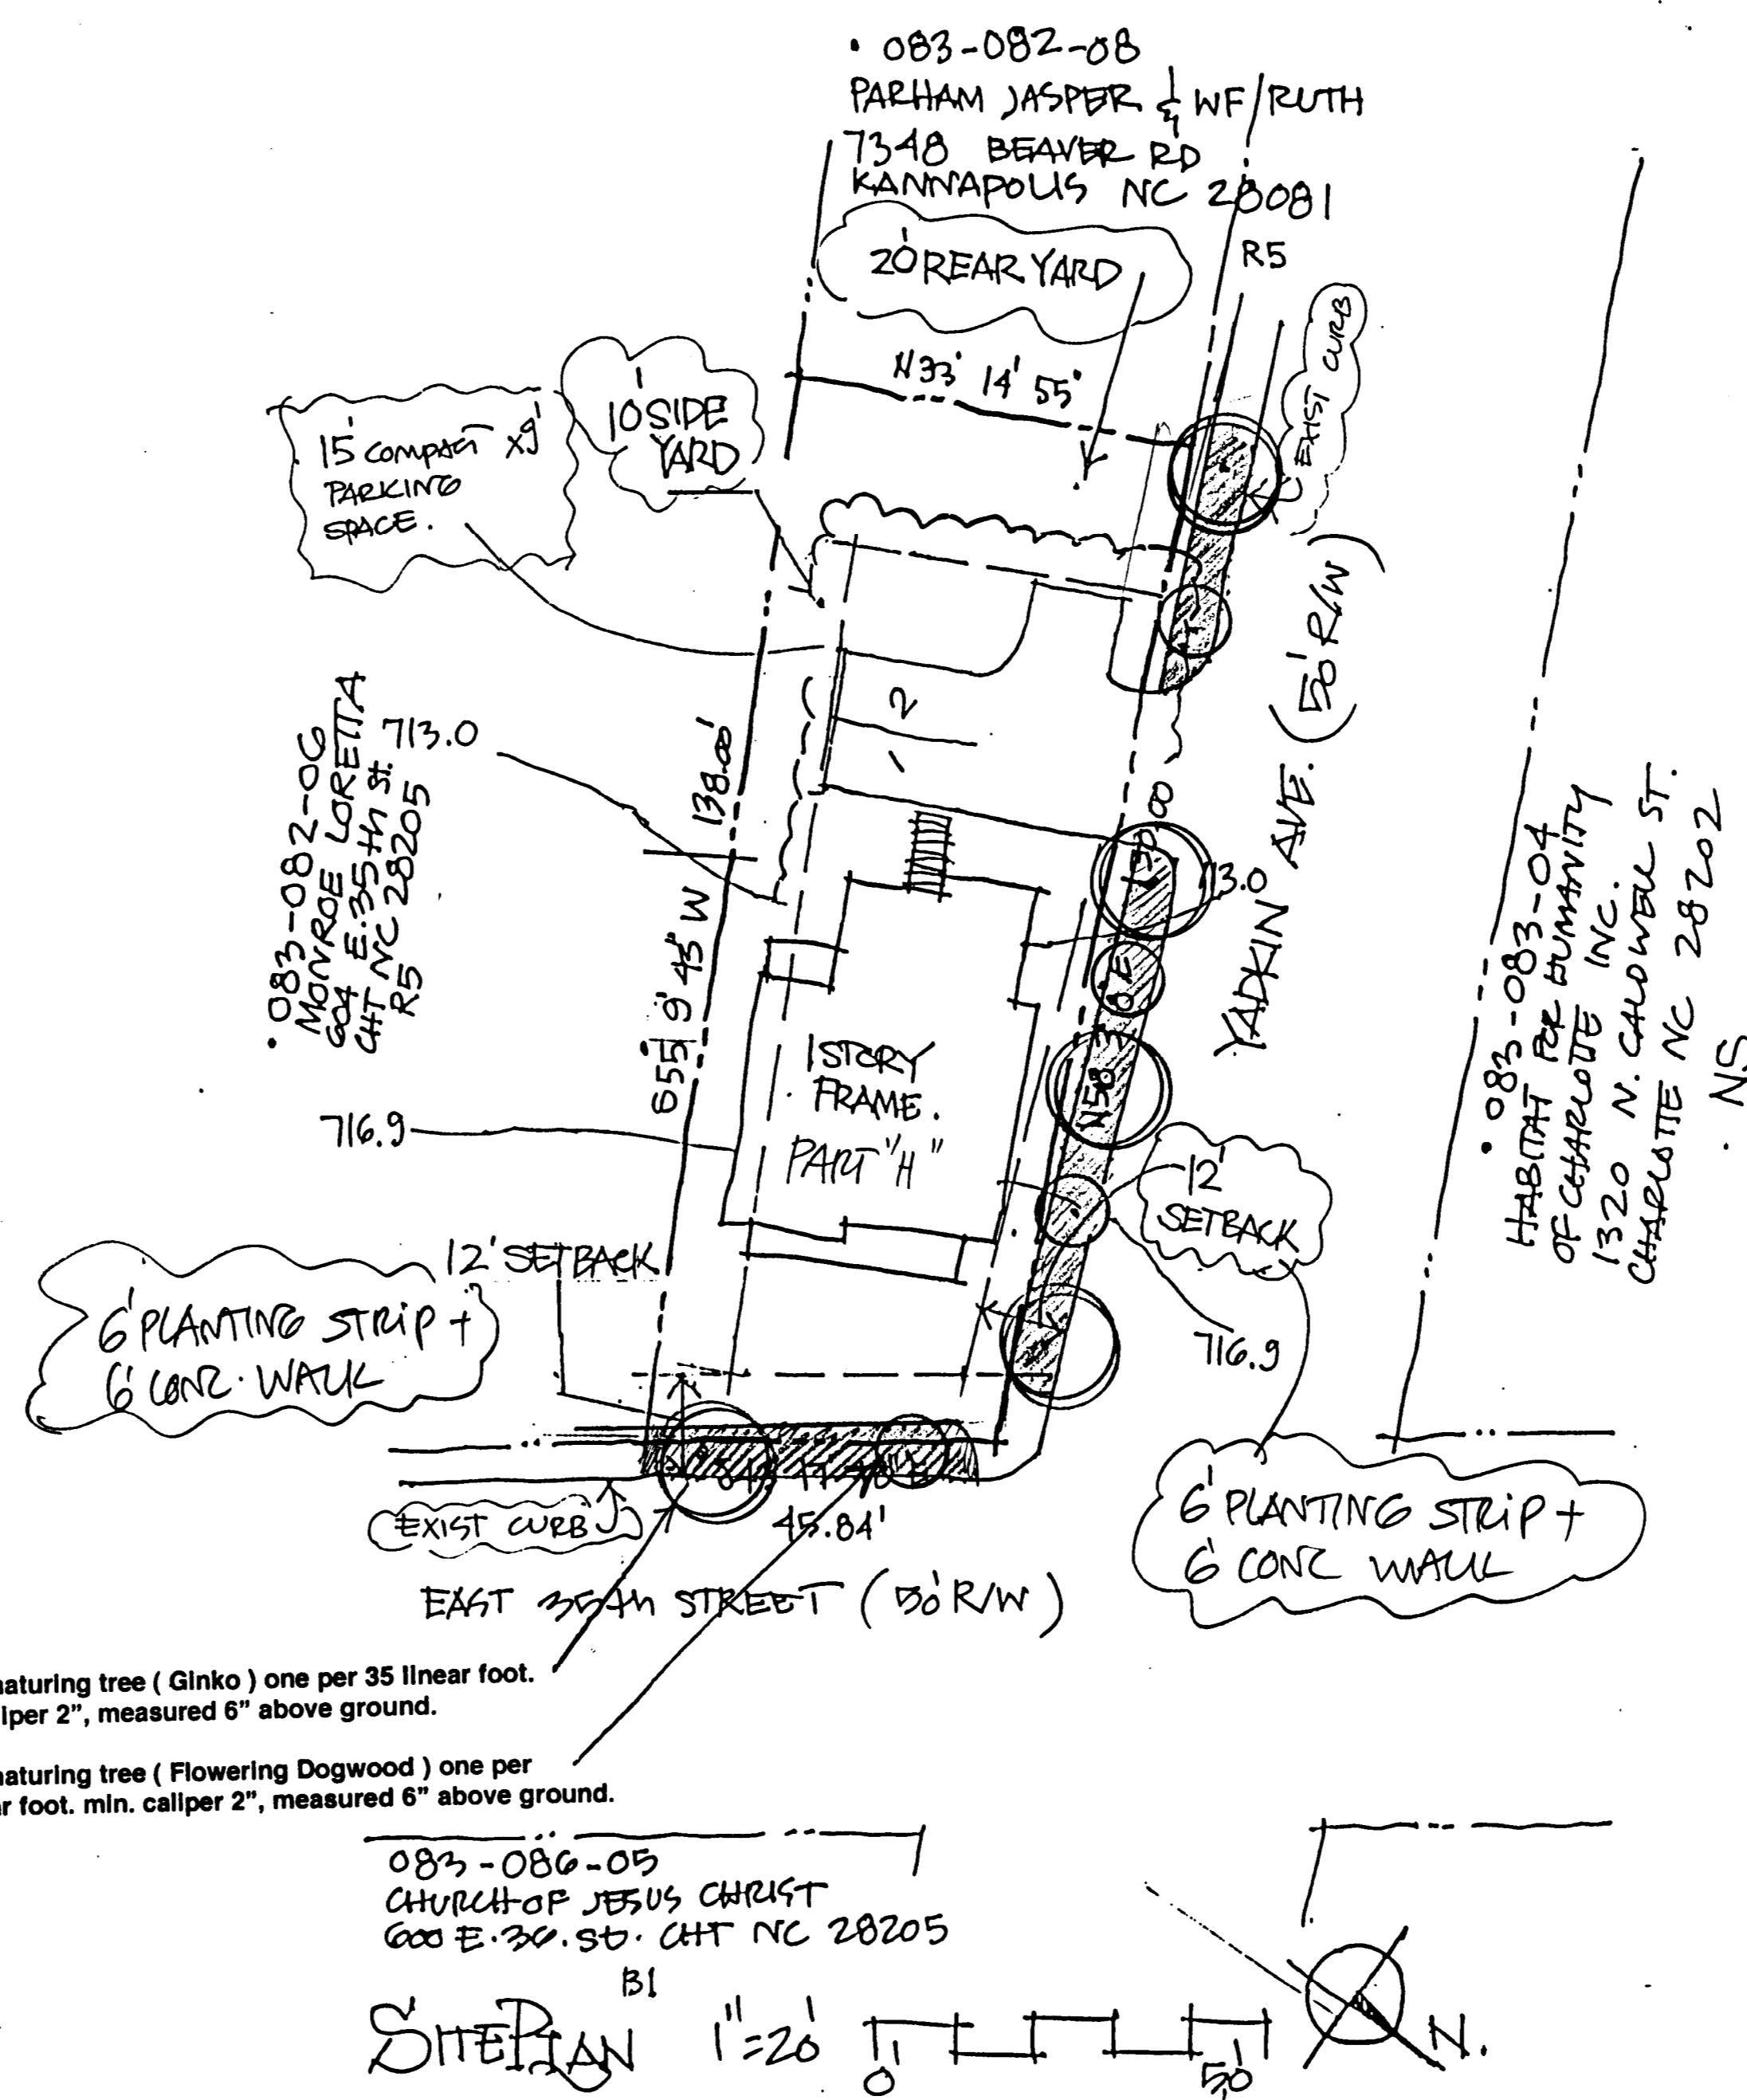 · 083-082-08
PARHAM JASPER & WF/RUTH
7348 BEAVER RD
KANNAPOLIS NC 28081
20' REAR YARD
R5
EXIST CURB
N33° 14' 55"
10' SIDE
YARD
15' COMPACT x9'
PARKING
SPACE.
(50' R/W)
YADKIN AVE.
2
1
713.0
138.00'
· 083-082-06
MONROE LORETTA
604 E. 35th St.
CHT NC 28205
R5
9' 45" W
13.0
1 STORY
FRAME.
PART "H"
716.9
· 083-083-04
HABITAT FOR HUMANITY
OF CHARLOTTE INC.
1320 N. CALDWELL ST.
CHARLOTTE NC 28202
· NS
12'
SETBACK
12' SETBACK
6' PLANTING STRIP +
6' CONC. WALK
716.9
EXIST CURB
45.84'
6' PLANTING STRIP +
6' CONC WALK
EAST 35th STREET (50' R/W)
aturing tree ( Ginko ) one per 35 linear foot.
iper 2", measured 6" above ground.
aturing tree ( Flowering Dogwood ) one per
r foot. min. caliper 2", measured 6" above ground.
083-086-05
CHURCH OF JESUS CHRIST
600 E. 36. St. CHT NC 28205
B1
SITE PLAN 1"=20'
0 50'
N.